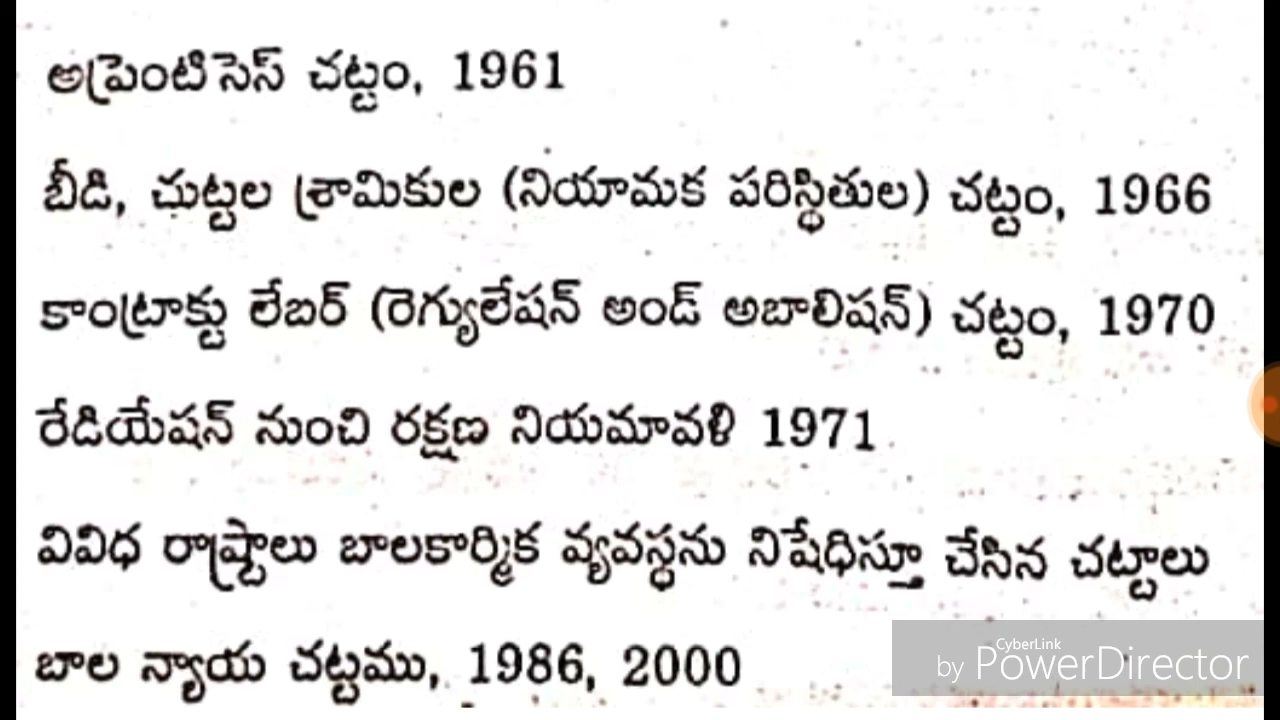 అప్రెంటిసెస్ చట్టం, 1961
బీడి, చుట్టల శ్రామికుల (నియామక పరిస్థితుల) చట్టం, 1966
కాంట్రాక్టు లేబర్ (రెగ్యులేషన్ అండ్ అబాలిషన్) చట్టం, 1970
రేడియేషన్ నుంచి రక్షణ నియమావళి 1971
వివిధ రాష్ట్రాలు బాలకార్మిక వ్యవస్థను నిషేధిస్తూ చేసిన చట్టాలు
బాల న్యాయ చట్టము, 1986, 2000
CyberLink
by PowerDirector